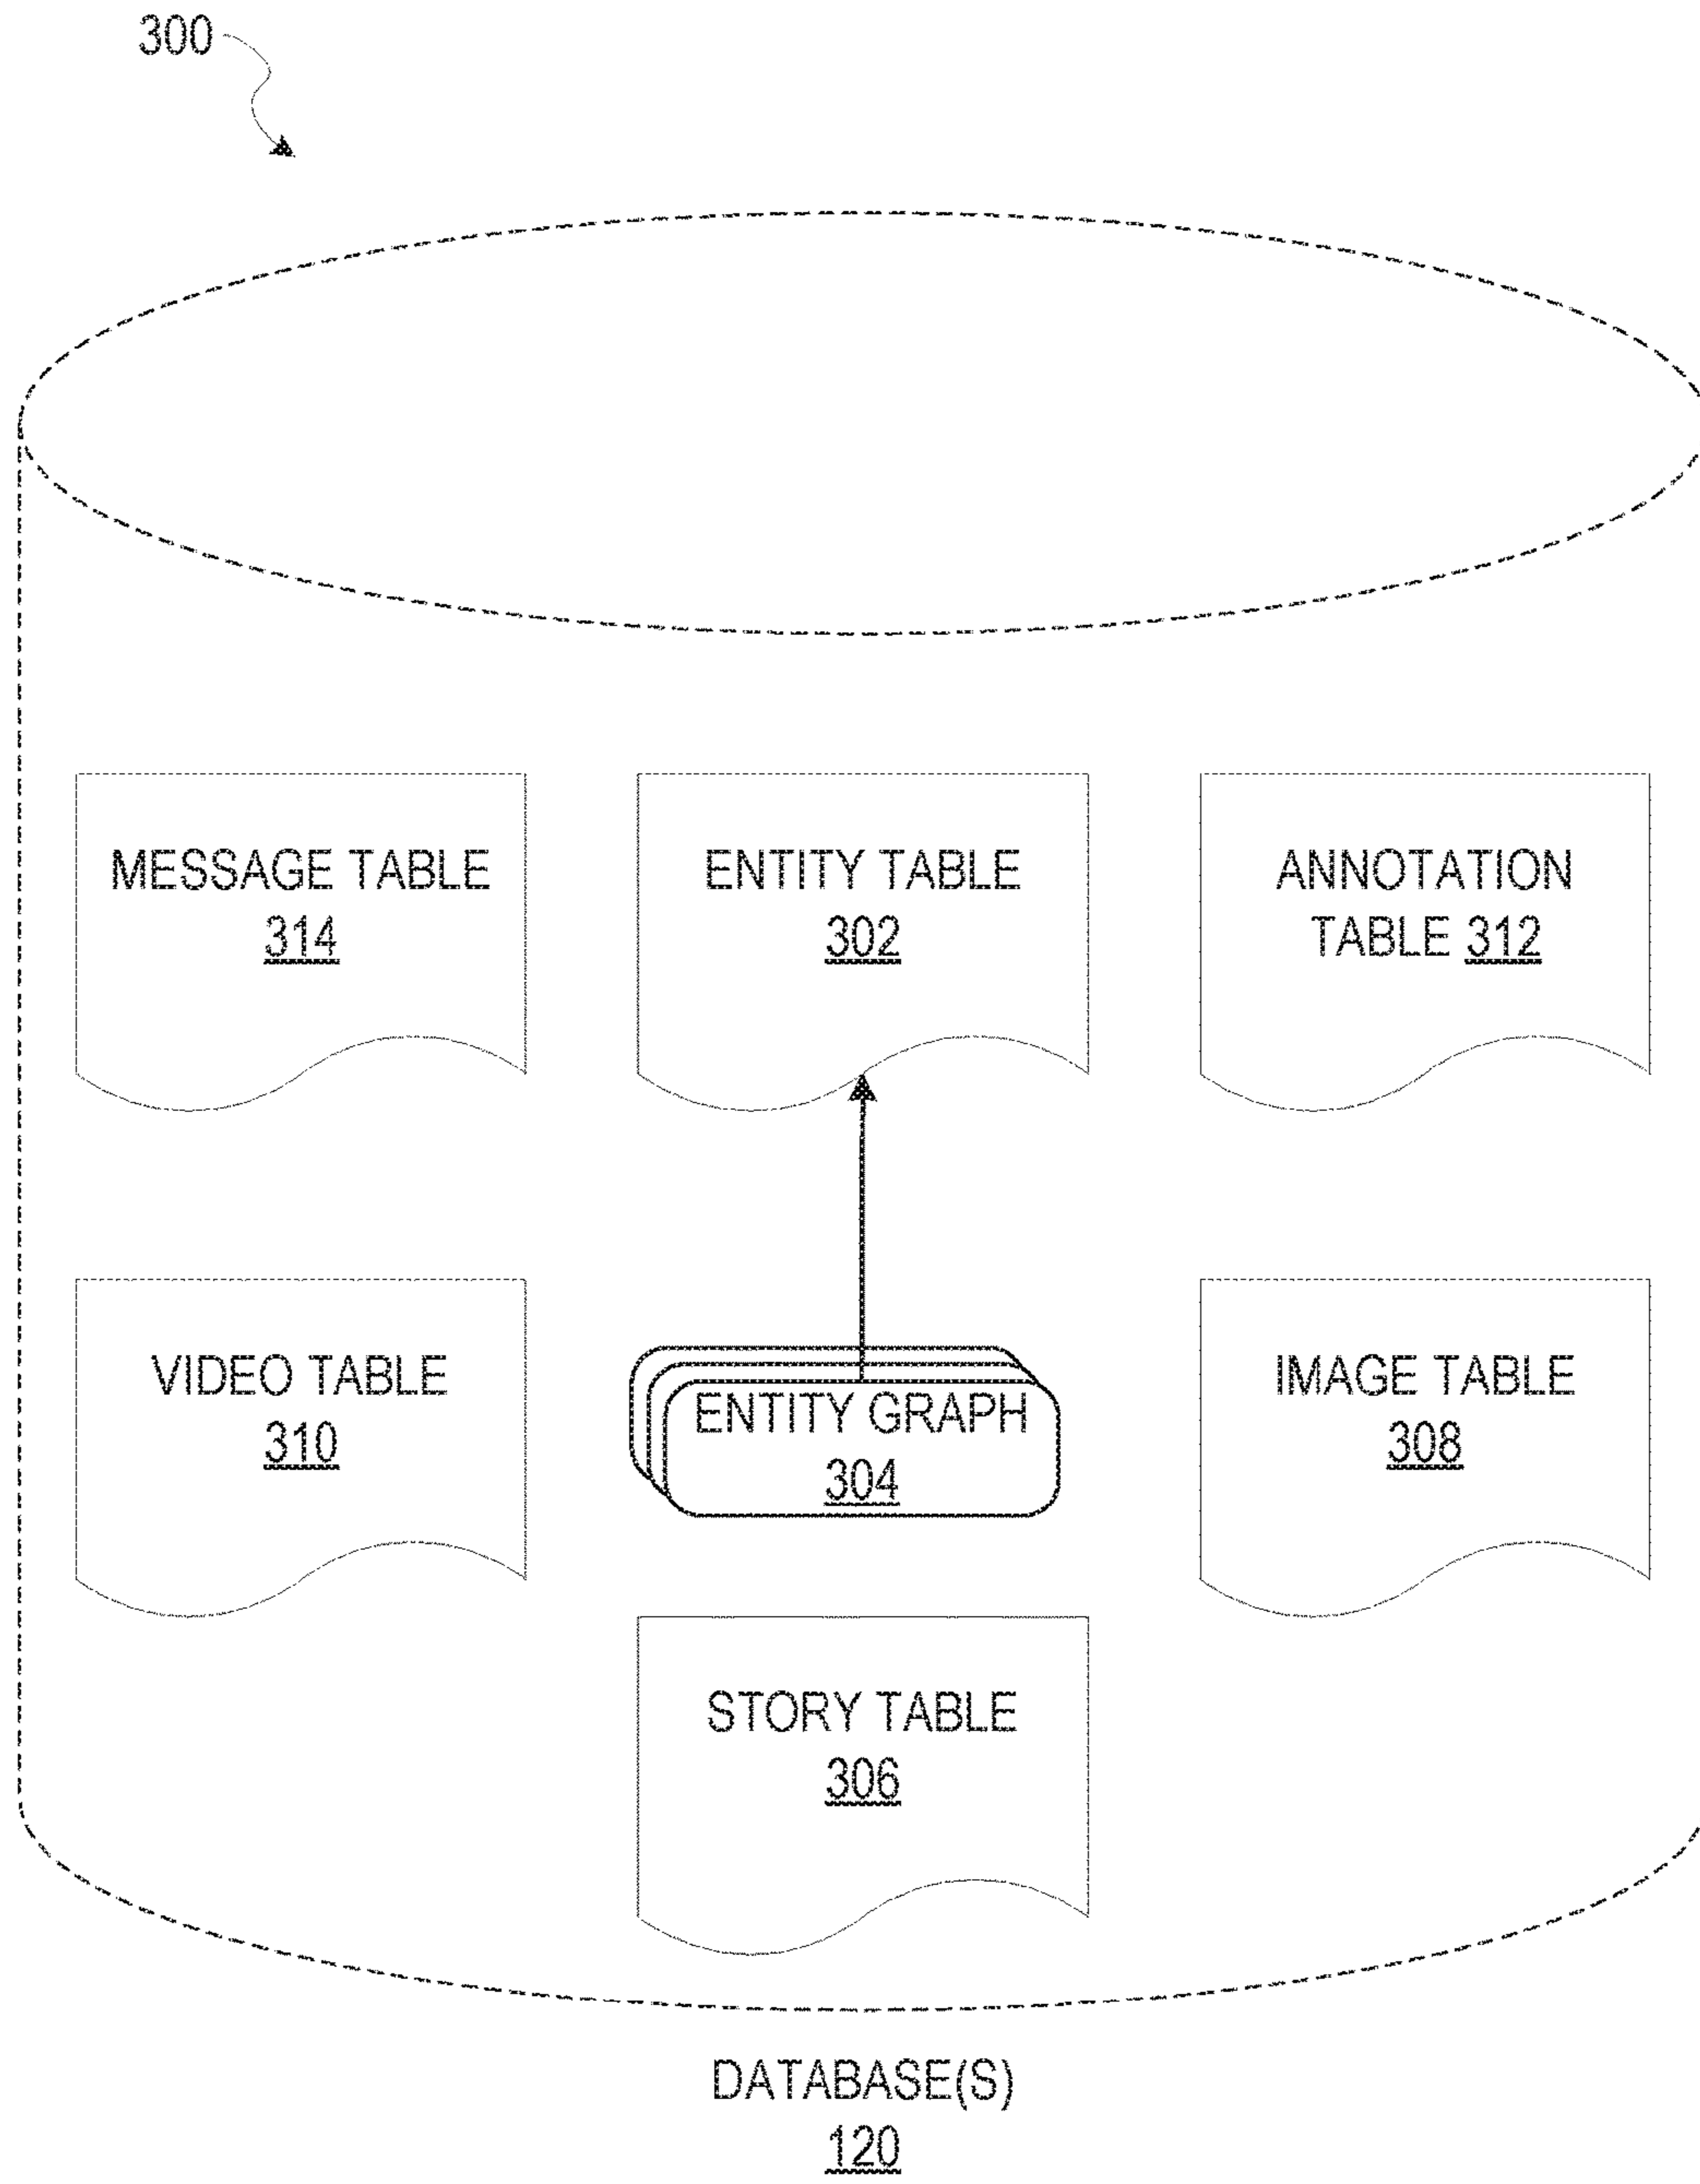 300
MESSAGE TABLE
314
ENTITY TABLE
302
ANNOTATION
TABLE 312
VIDEO TABLE
310
ENTITY GRAPH
304
IMAGE TABLE
308
STORY TABLE
306
DATABASE(S)
120